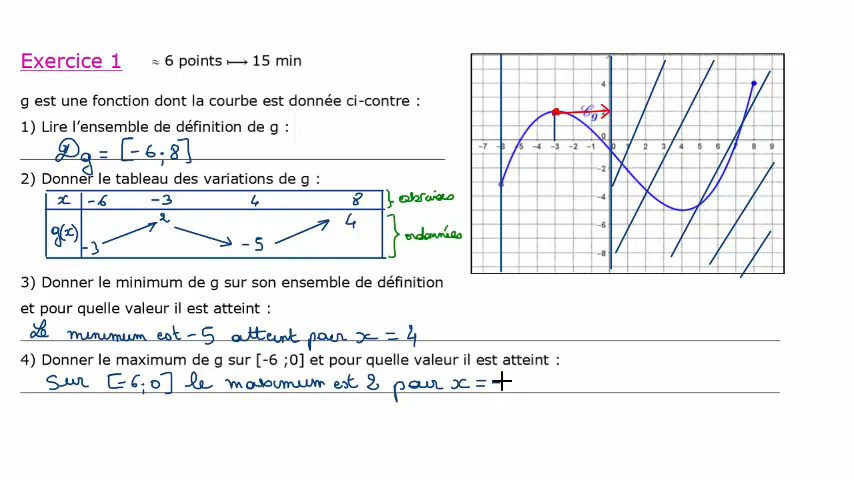 Exercice 1 ≈ 6 points ⟼ 15 min
g est une fonction dont la courbe est donnée ci-contre :
1) Lire l’ensemble de définition de g :
𝒟g = [-6 ; 8]
2) Donner le tableau des variations de g :
x -6 -3 4 8 abscisses
g(x) -3 2 -5 4 ordonnées
3) Donner le minimum de g sur son ensemble de définition
et pour quelle valeur il est atteint :
Le minimum est -5 atteint pour x = 4
4) Donner le maximum de g sur [-6 ;0] et pour quelle valeur il est atteint :
Sur [-6;0] le maximum est 2 pour x =
4
𝒞g
-7 -6 -5 -4 -3 -2 -1 0 1 2 3 4 5 6 7 8 9
0
-2
-4
-6
-8